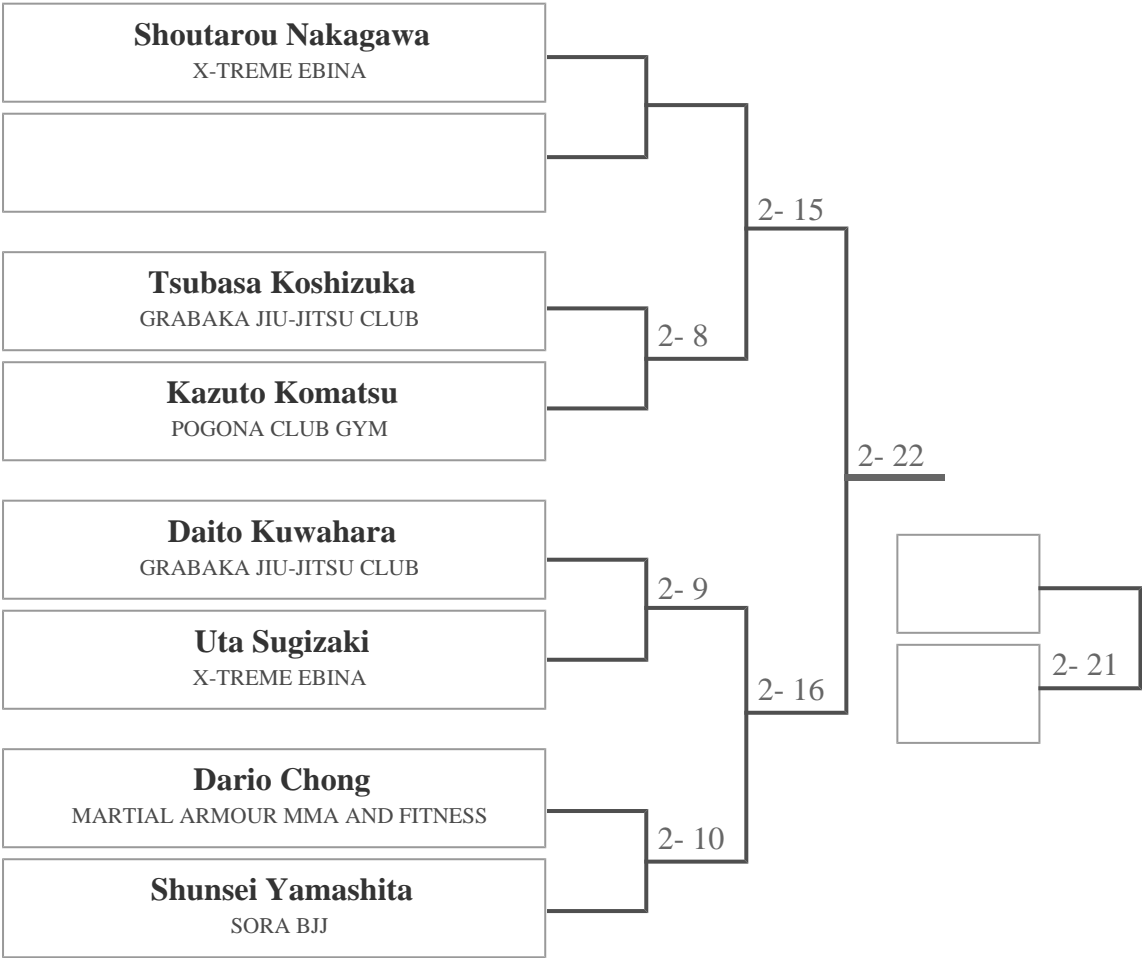 Shoutarou Nakagawa
X-TREME EBINA
2- 15
Tsubasa Koshizuka
GRABAKA JIU-JITSU CLUB
2- 8
Kazuto Komatsu
POGONA CLUB GYM
2- 22
Daito Kuwahara
GRABAKA JIU-JITSU CLUB
2- 9
Uta Sugizaki
X-TREME EBINA
2- 21
2- 16
Dario Chong
MARTIAL ARMOUR MMA AND FITNESS
2- 10
Shunsei Yamashita
SORA BJJ